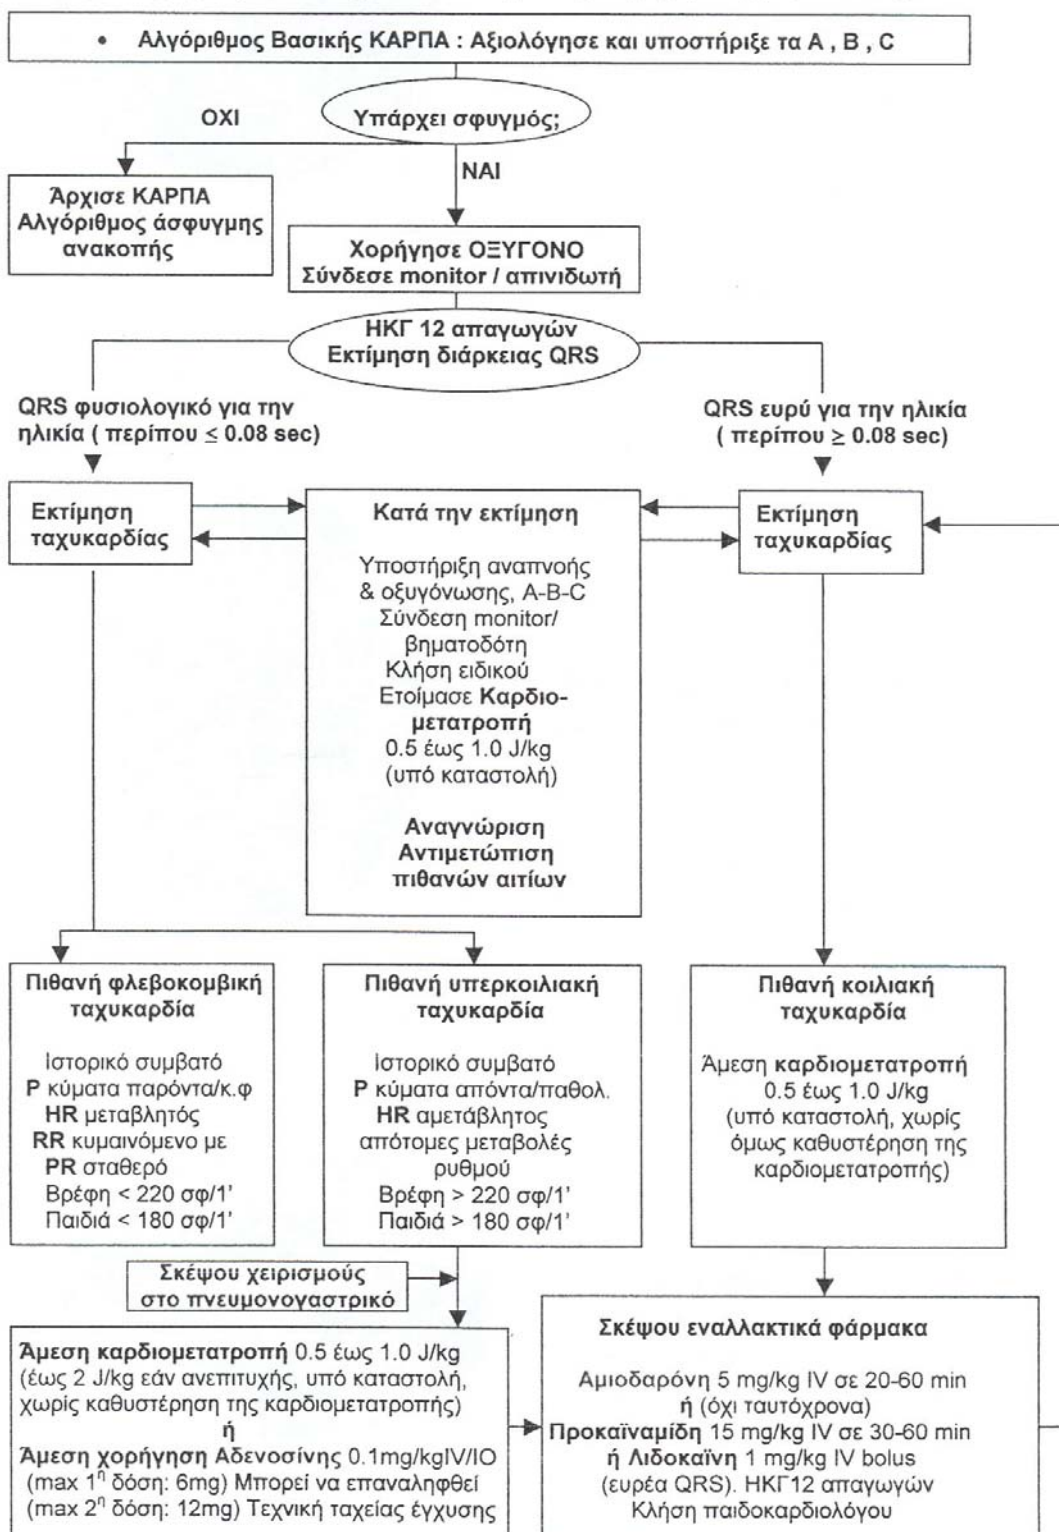 • Αλγόριθμος Βασικής ΚΑΡΠΑ : Αξιολόγησε και υποστήριξε τα A , B , C
Υπάρχει σφυγμός;
ΟΧΙ
ΝΑΙ
Άρχισε ΚΑΡΠΑ
Αλγόριθμος άσφυγμης
ανακοπής
Χορήγησε ΟΞΥΓΟΝΟ
Σύνδεσε monitor / απινιδωτή
ΗΚΓ 12 απαγωγών
Εκτίμηση διάρκειας QRS
QRS φυσιολογικό για την
ηλικία ( περίπου ≤ 0.08 sec)
QRS ευρύ για την ηλικία
( περίπου ≥ 0.08 sec)
Εκτίμηση
ταχυκαρδίας
Κατά την εκτίμηση
Υποστήριξη αναπνοής
& οξυγόνωσης, A-B-C
Σύνδεση monitor/
βηματοδότη
Κλήση ειδικού
Ετοίμασε Καρδιο-
μετατροπή
0.5 έως 1.0 J/kg
(υπό καταστολή)
Αναγνώριση
Αντιμετώπιση
πιθανών αιτίων
Εκτίμηση
ταχυκαρδίας
Πιθανή φλεβοκομβική
ταχυκαρδία
Ιστορικό συμβατό
P κύματα παρόντα/κ.φ
HR μεταβλητός
RR κυμαινόμενο με
PR σταθερό
Βρέφη < 220 σφ/1'
Παιδιά < 180 σφ/1'
Πιθανή υπερκοιλιακή
ταχυκαρδία
Ιστορικό συμβατό
P κύματα απόντα/παθολ.
HR αμετάβλητος
απότομες μεταβολές
ρυθμού
Βρέφη > 220 σφ/1'
Παιδιά > 180 σφ/1'
Πιθανή κοιλιακή
ταχυκαρδία
Άμεση καρδιομετατροπή
0.5 έως 1.0 J/kg
(υπό καταστολή, χωρίς
όμως καθυστέρηση της
καρδιομετατροπής)
Σκέψου χειρισμούς
στο πνευμονογαστρικό
Άμεση καρδιομετατροπή 0.5 έως 1.0 J/kg
(έως 2 J/kg εάν ανεπιτυχής, υπό καταστολή,
χωρίς καθυστέρηση της καρδιομετατροπής)
ή
Άμεση χορήγηση Αδενοσίνης 0.1mg/kgIV/IO
(max 1η δόση: 6mg) Μπορεί να επαναληφθεί
(max 2η δόση: 12mg) Τεχνική ταχείας έγχυσης
Σκέψου εναλλακτικά φάρμακα
Αμιοδαρόνη 5 mg/kg IV σε 20-60 min
ή (όχι ταυτόχρονα)
Προκαϊναμίδη 15 mg/kg IV σε 30-60 min
ή Λιδοκαϊνη 1 mg/kg IV bolus
(ευρέα QRS). ΗΚΓ12 απαγωγών
Κλήση παιδοκαρδιολόγου